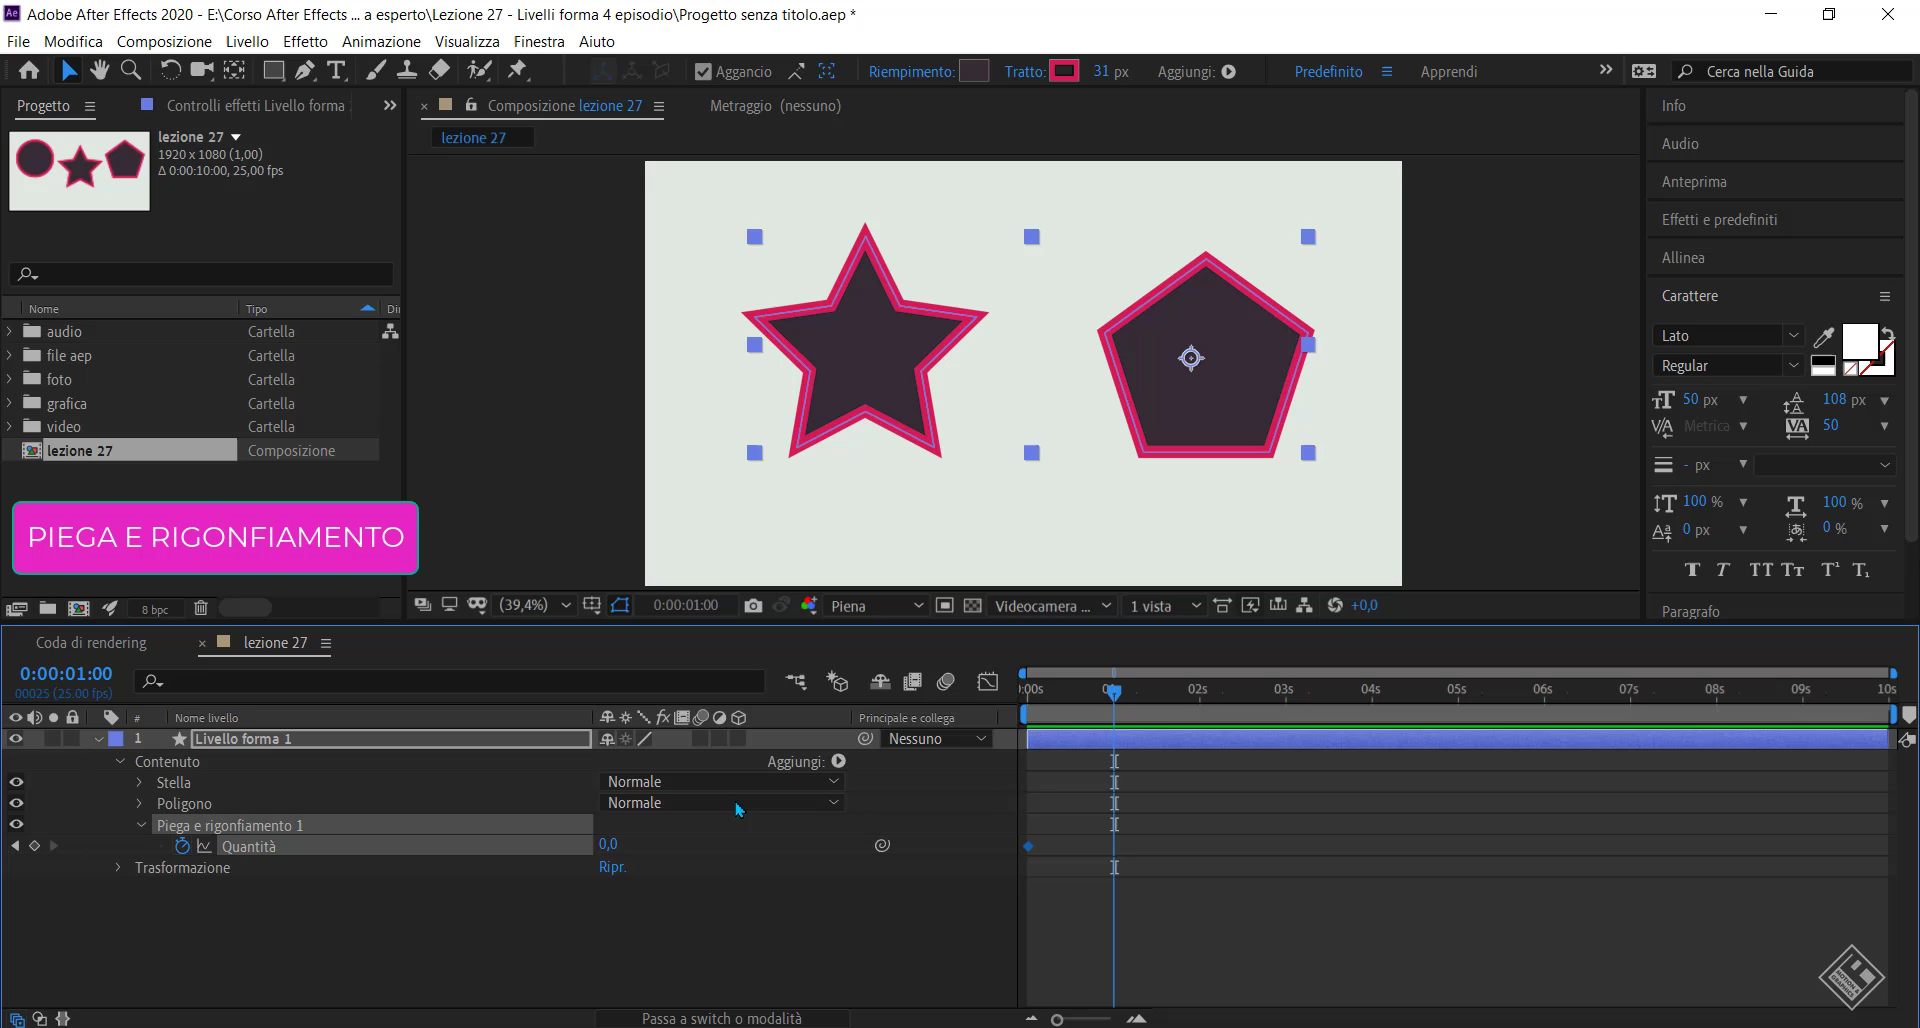 Adobe After Effects 2020 - E:\Corso After Effects ... a esperto\Lezione 27 - Livelli forma 4 episodio\Progetto senza titolo.aep *
File Modifica Composizione Livello Effetto Animazione Visualizza Finestra Aiuto
Aggancio Riempimento: Tratto: 31 px Aggiungi: Predefinito Apprendi Cerca nella Guida
Progetto Controlli effetti Livello forma Composizione lezione 27 Metraggio (nessuno) Info
lezione 27
1920 x 1080 (1,00)
Δ 0:00:10:00, 25,00 fps
lezione 27
Audio
Anteprima
Effetti e predefiniti
Allinea
Carattere
Nome Tipo Di
audio Cartella
file aep Cartella
foto Cartella
grafica Cartella
video Cartella
lezione 27 Composizione
Lato
Regular
50 px 108 px
Metrica 50
- px
100 % 100 %
0 px 0 %
Paragrafo
PIEGA E RIGONFIAMENTO
8 bpc (39,4%) 0:00:01:00 Piena Videocamera ... 1 vista +0,0
Coda di rendering lezione 27
0:00:01:00
00025 (25.00 fps)
:00s 02s 03s 04s 05s 06s 07s 08s 09s 10s
# Nome livello Principale e collega
1 Livello forma 1 Nessuno
Contenuto Aggiungi:
Stella Normale
Poligono Normale
Piega e rigonfiamento 1
Quantità 0,0
Trasformazione Ripr.
Passa a switch o modalità